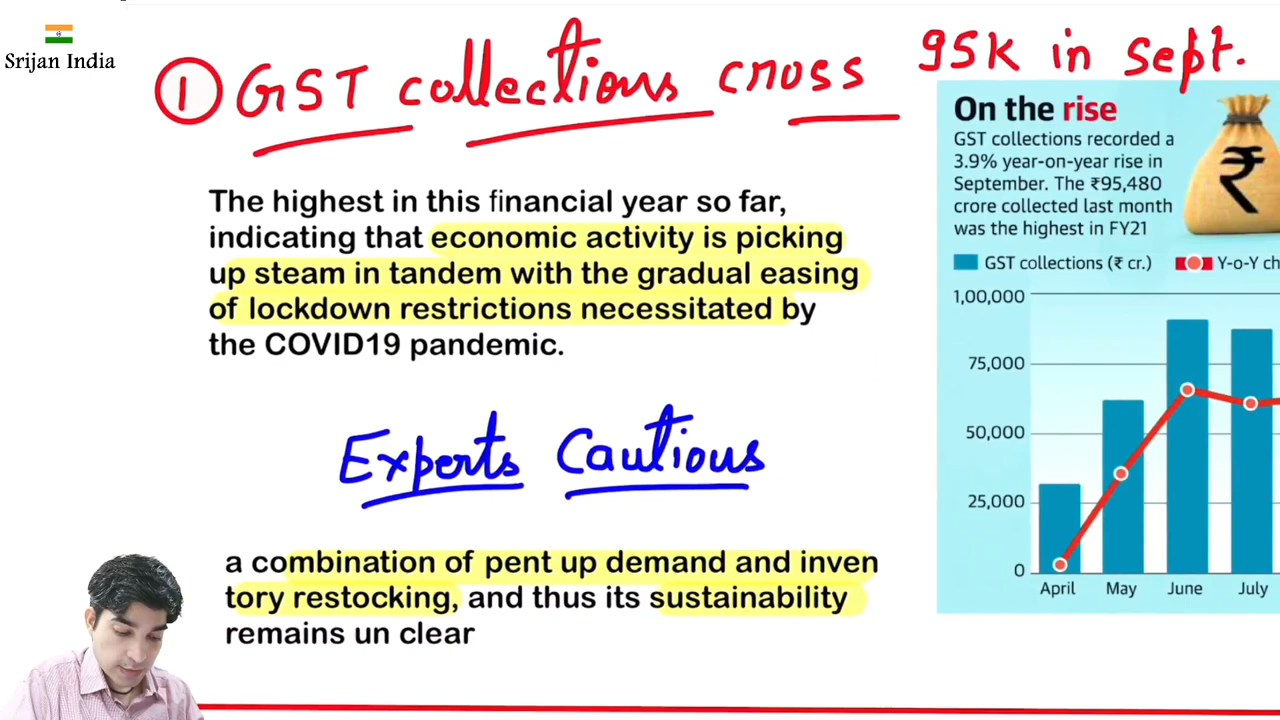 Srijan India
① GST collections cross 95K in Sept.
The highest in this financial year so far,
indicating that economic activity is picking
up steam in tandem with the gradual easing
of lockdown restrictions necessitated by
the COVID19 pandemic.
Experts Cautious
a combination of pent up demand and inven
tory restocking, and thus its sustainability
remains un clear
On the rise
GST collections recorded a
3.9% year-on-year rise in
September. The ₹95,480
crore collected last month
was the highest in FY21
₹
GST collections (₹ cr.) Y-o-Y ch
1,00,000
75,000
50,000
25,000
0
April May June July